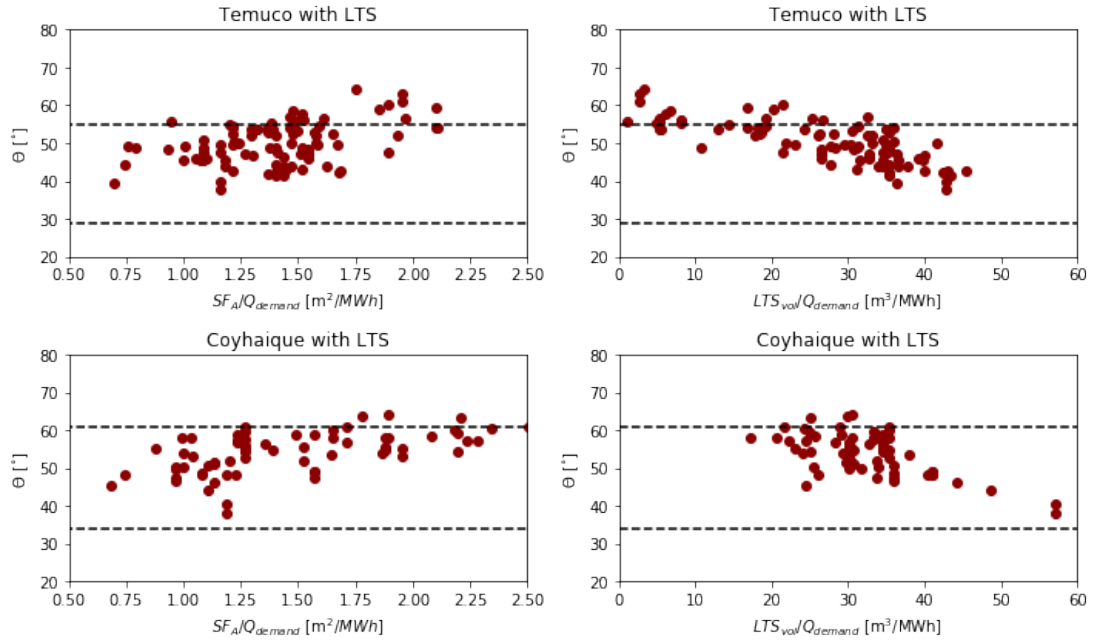 Temuco with LTS
80
70
60
50
40
30
20
Θ [°]
0.50 0.75 1.00 1.25 1.50 1.75 2.00 2.25 2.50
SF_A/Q_demand [m²/MWh]
Temuco with LTS
80
70
60
50
40
30
20
Θ [°]
0 10 20 30 40 50 60
LTS_vol/Q_demand [m³/MWh]
Coyhaique with LTS
80
70
60
50
40
30
20
Θ [°]
0.50 0.75 1.00 1.25 1.50 1.75 2.00 2.25 2.50
SF_A/Q_demand [m²/MWh]
Coyhaique with LTS
80
70
60
50
40
30
20
Θ [°]
0 10 20 30 40 50 60
LTS_vol/Q_demand [m³/MWh]